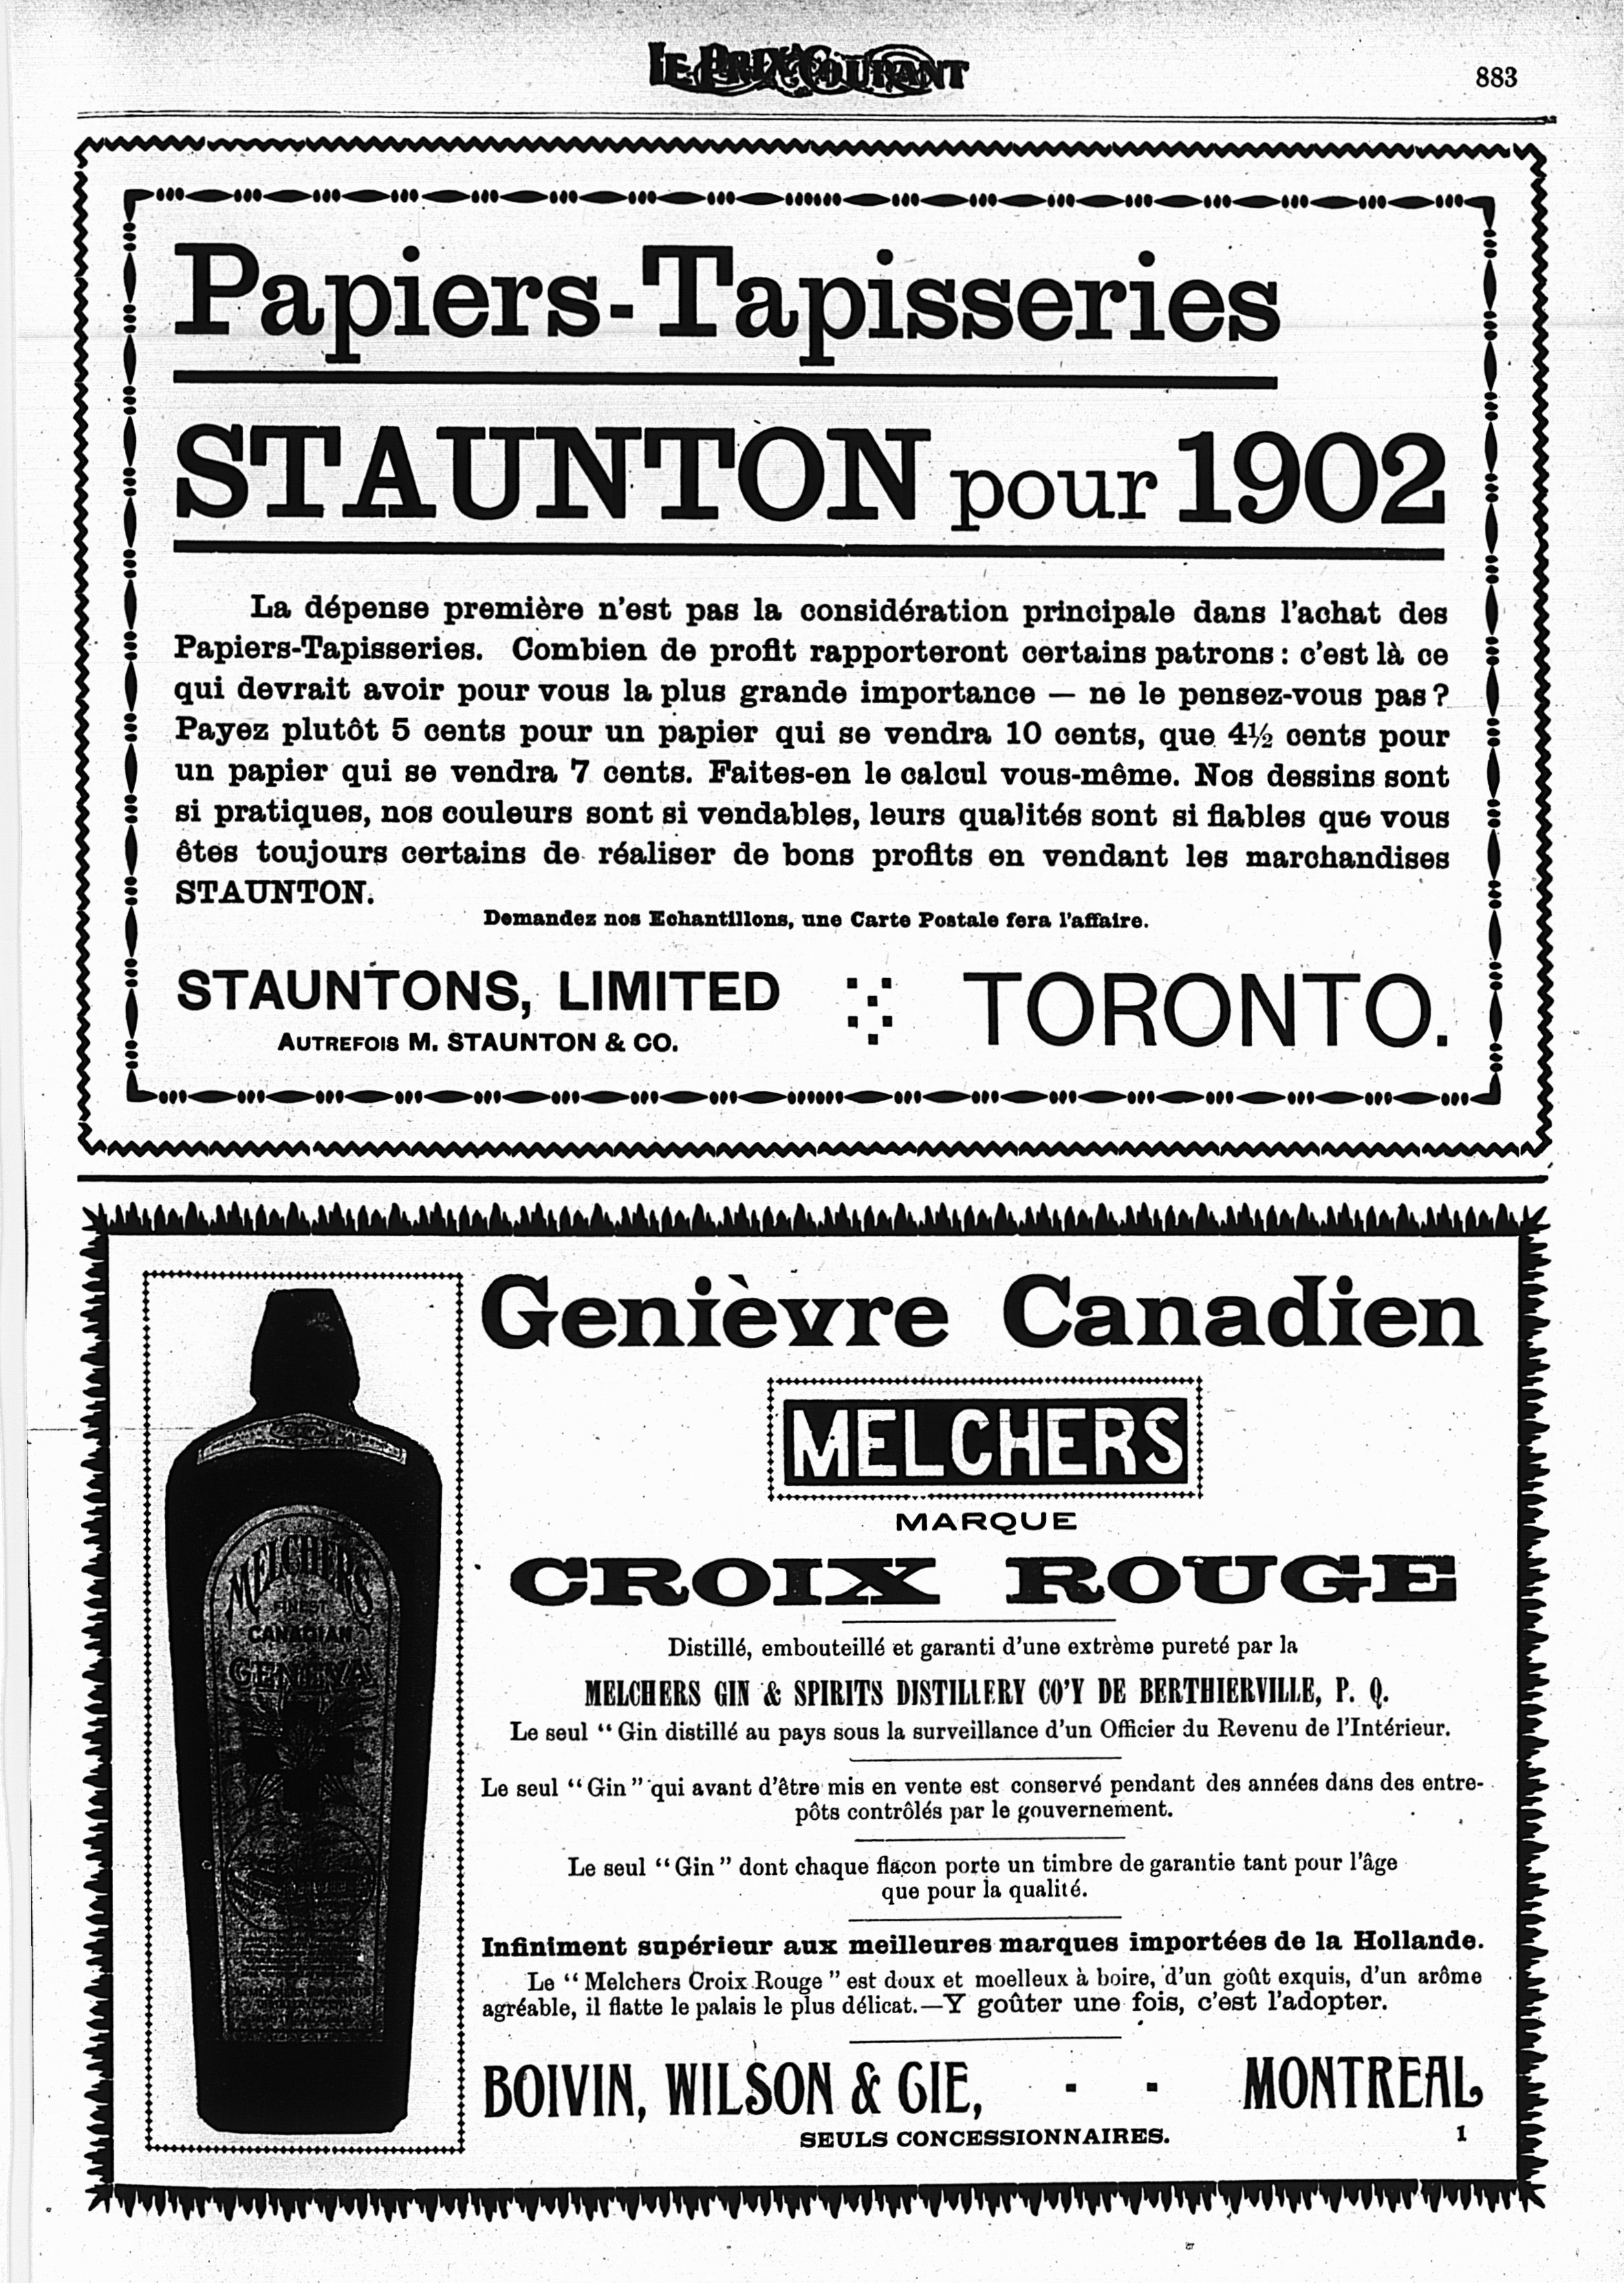 LE PRIX COURANT
883
Papiers-Tapisseries
STAUNTON pour 1902
La dépense première n'est pas la considération principale dans l'achat des
Papiers-Tapisseries. Combien de profit rapporteront certains patrons : c'est là ce
qui devrait avoir pour vous la plus grande importance — ne le pensez-vous pas ?
Payez plutôt 5 cents pour un papier qui se vendra 10 cents, que 4½ cents pour
un papier qui se vendra 7 cents. Faites-en le calcul vous-même. Nos dessins sont
si pratiques, nos couleurs sont si vendables, leurs qualités sont si fiables que vous
êtes toujours certains de réaliser de bons profits en vendant les marchandises
STAUNTON.
Demandez nos Echantillons, une Carte Postale fera l'affaire.
STAUNTONS, LIMITED TORONTO.
AUTREFOIS M. STAUNTON & CO.
Genièvre Canadien
MELCHERS
MARQUE
CROIX ROUGE
Distillé, embouteillé et garanti d'une extrème pureté par la
MELCHERS GIN & SPIRITS DISTILLERY CO'Y DE BERTHIERVILLE, P. Q.
Le seul “ Gin distillé au pays sous la surveillance d'un Officier du Revenu de l'Intérieur.
Le seul “ Gin ” qui avant d'être mis en vente est conservé pendant des années dans des entre-
pôts contrôlés par le gouvernement.
Le seul “ Gin ” dont chaque flacon porte un timbre de garantie tant pour l'âge
que pour la qualité.
Infiniment supérieur aux meilleures marques importées de la Hollande.
Le “ Melchers Croix Rouge ” est doux et moelleux à boire, d'un goût exquis, d'un arôme
agréable, il flatte le palais le plus délicat.—Y goûter une fois, c'est l'adopter.
BOIVIN, WILSON & CIE, - - MONTREAL
SEULS CONCESSIONNAIRES.
1
MELCHERS
FINEST
CANADIAN
GENEVA